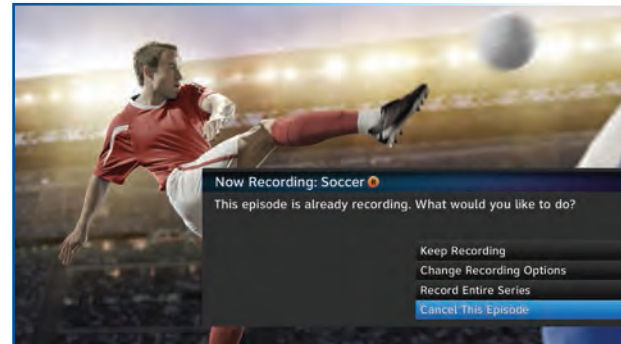 Now Recording: Soccer
This episode is already recording. What would you like to do?
Keep Recording
Change Recording Options
Record Entire Series
Cancel This Episode